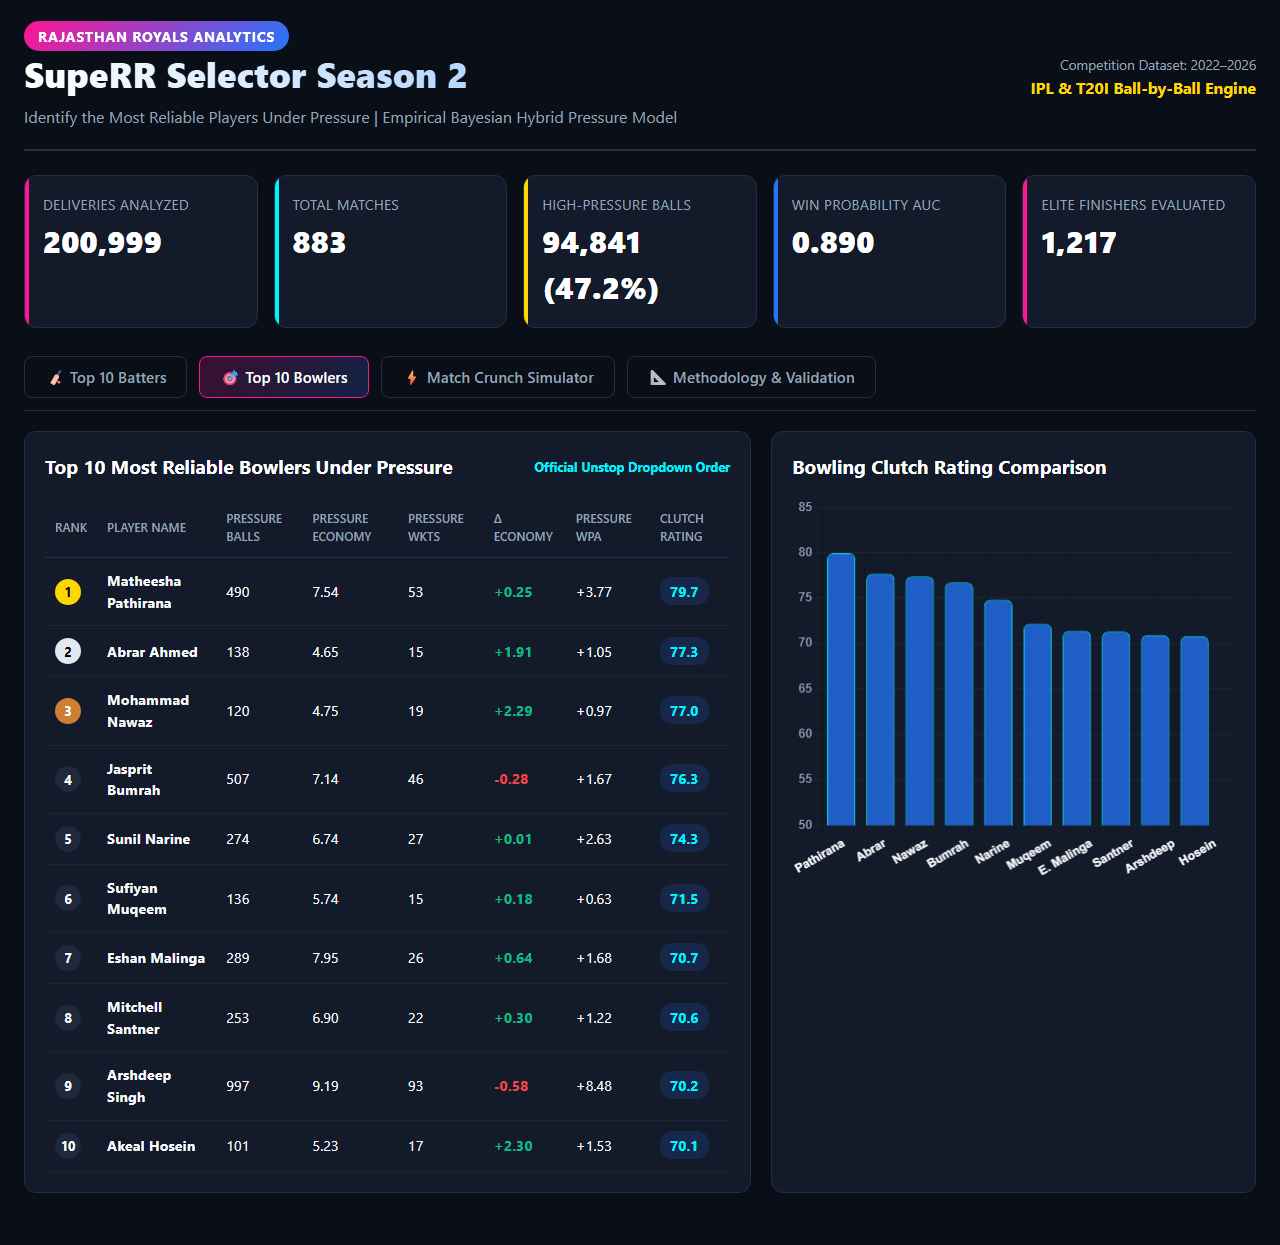 RAJASTHAN ROYALS ANALYTICS
SupeRR Selector Season 2
Identify the Most Reliable Players Under Pressure | Empirical Bayesian Hybrid Pressure Model
Competition Dataset: 2022–2026
IPL & T20I Ball-by-Ball Engine
DELIVERIES ANALYZED
200,999
TOTAL MATCHES
883
HIGH-PRESSURE BALLS
94,841
(47.2%)
WIN PROBABILITY AUC
0.890
ELITE FINISHERS EVALUATED
1,217
Top 10 Batters
Top 10 Bowlers
Match Crunch Simulator
Methodology & Validation
Top 10 Most Reliable Bowlers Under Pressure
Official Unstop Dropdown Order
RANK PLAYER NAME PRESSURE BALLS PRESSURE ECONOMY PRESSURE WKTS Δ ECONOMY PRESSURE WPA CLUTCH RATING
1 Matheesha Pathirana 490 7.54 53 +0.25 +3.77 79.7
2 Abrar Ahmed 138 4.65 15 +1.91 +1.05 77.3
3 Mohammad Nawaz 120 4.75 19 +2.29 +0.97 77.0
4 Jasprit Bumrah 507 7.14 46 -0.28 +1.67 76.3
5 Sunil Narine 274 6.74 27 +0.01 +2.63 74.3
6 Sufiyan Muqeem 136 5.74 15 +0.18 +0.63 71.5
7 Eshan Malinga 289 7.95 26 +0.64 +1.68 70.7
8 Mitchell Santner 253 6.90 22 +0.30 +1.22 70.6
9 Arshdeep Singh 997 9.19 93 -0.58 +8.48 70.2
10 Akeal Hosein 101 5.23 17 +2.30 +1.53 70.1
Bowling Clutch Rating Comparison
85
80
75
70
65
60
55
50
Pathirana Abrar Nawaz Bumrah Narine Muqeem E. Malinga Santner Arshdeep Hosein